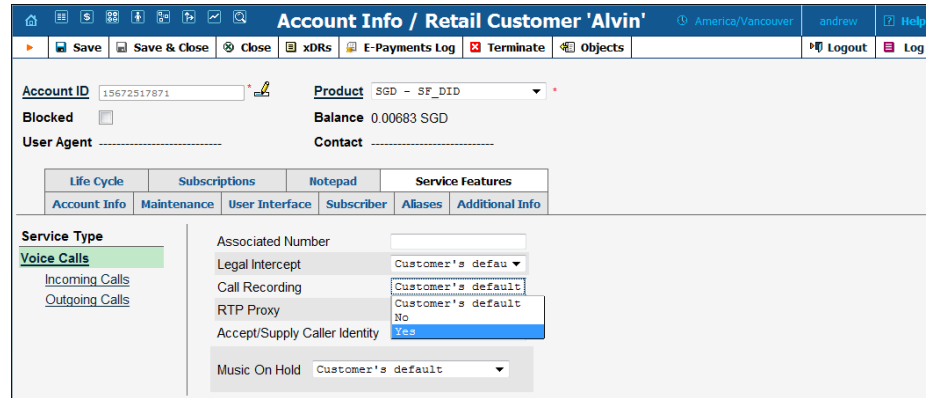 Account Info / Retail Customer 'Alvin' America/Vancouver andrew Help
Save Save & Close Close xDRs E-Payments Log Terminate Objects Logout Log
Account ID 15672517871 * Product SGD - SF_DID *
Blocked Balance 0.00683 SGD
User Agent ---------------------------- Contact ----------------------------
Life Cycle Subscriptions Notepad Service Features
Account Info Maintenance User Interface Subscriber Aliases Additional Info
Service Type
Voice Calls
Incoming Calls
Outgoing Calls
Associated Number
Legal Intercept Customer's defau
Call Recording Customer's default
Customer's default
RTP Proxy No
Accept/Supply Caller Identity Yes
Music On Hold Customer's default